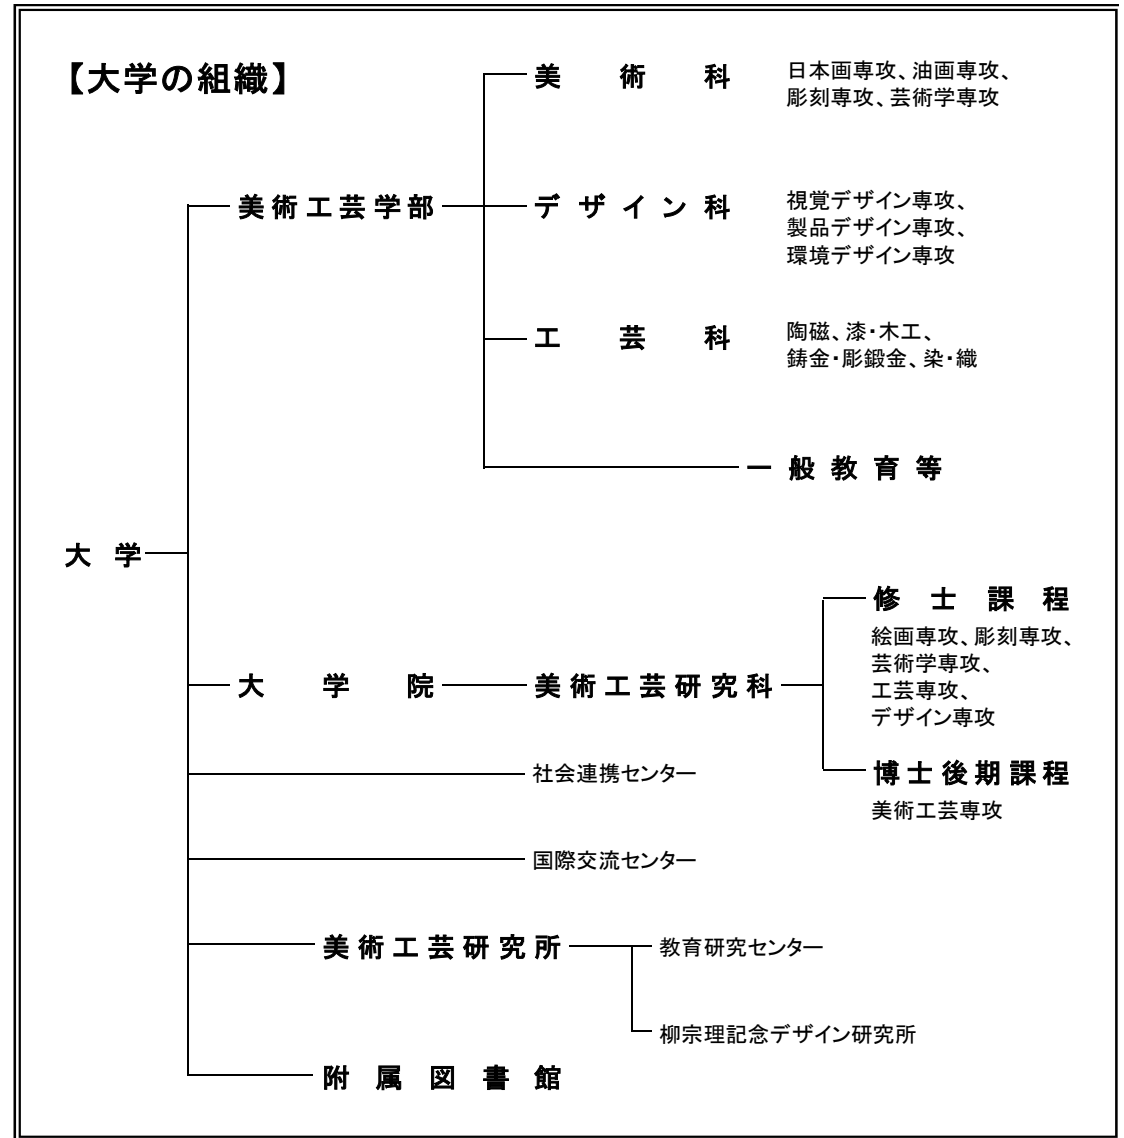 【大学の組織】
美術科
日本画専攻、油画専攻、
彫刻専攻、芸術学専攻
美術工芸学部
デザイン科
視覚デザイン専攻、
製品デザイン専攻、
環境デザイン専攻
工芸科
陶磁、漆・木工、
鋳金・彫鍛金、染・織
一般教育等
大学
大学院
美術工芸研究科
修士課程
絵画専攻、彫刻専攻、
芸術学専攻、
工芸専攻、
デザイン専攻
博士後期課程
美術工芸専攻
社会連携センター
国際交流センター
美術工芸研究所
教育研究センター
柳宗理記念デザイン研究所
附属図書館